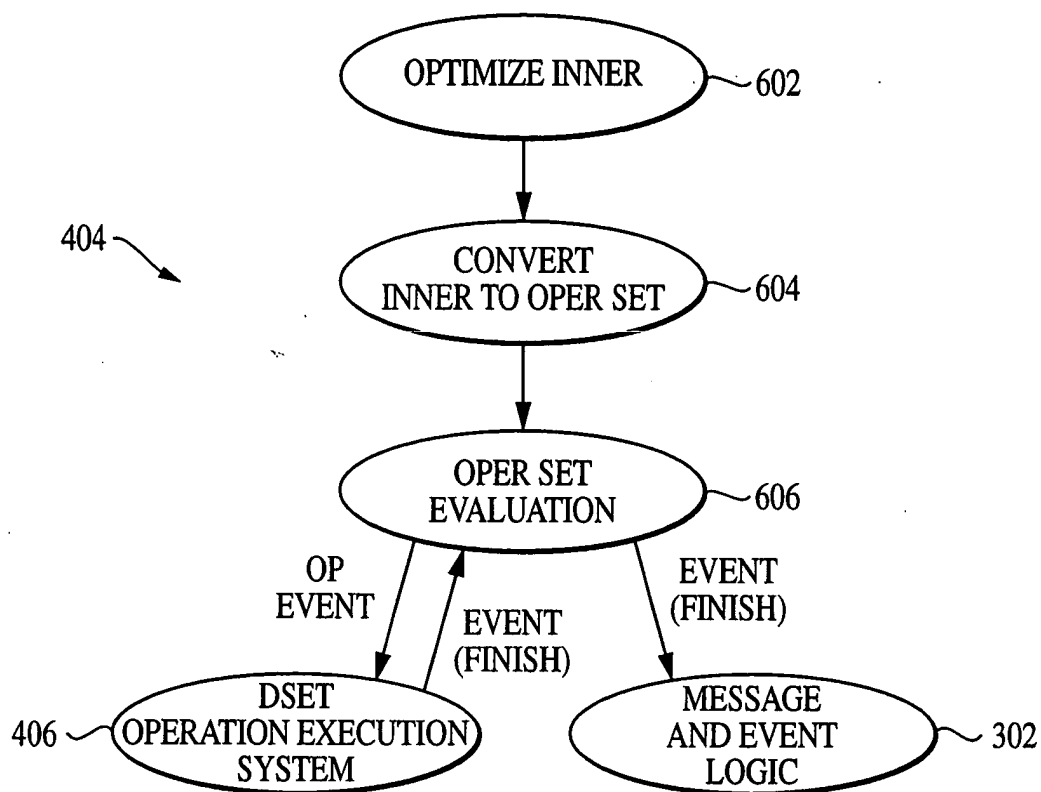 OPTIMIZE INNER
602
404
CONVERT
INNER TO OPER SET
604
OPER SET
EVALUATION
606
OP
EVENT
EVENT
(FINISH)
EVENT
(FINISH)
DSET
OPERATION EXECUTION
SYSTEM
406
MESSAGE
AND EVENT
LOGIC
302